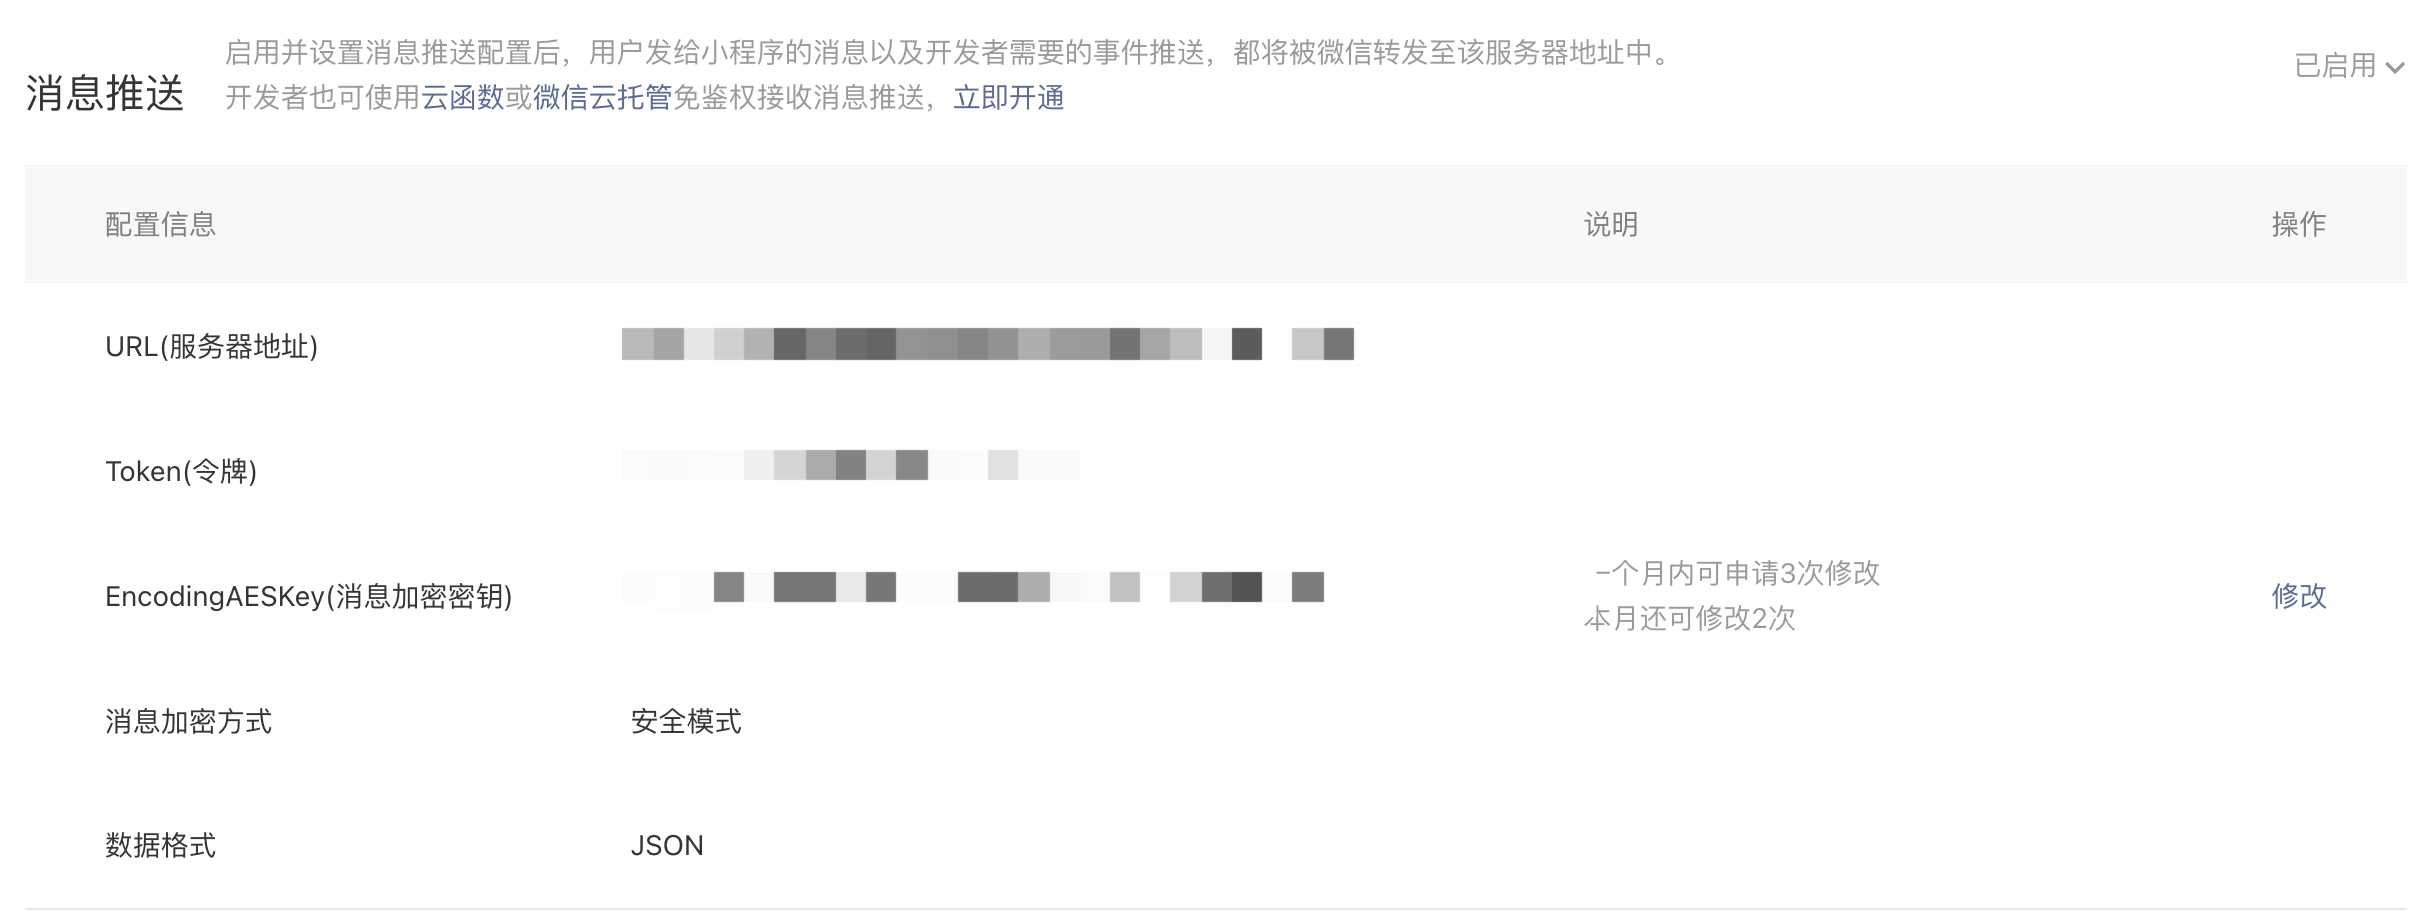 消息推送
启用并设置消息推送配置后，用户发给小程序的消息以及开发者需要的事件推送，都将被微信转发至该服务器地址中。
开发者也可使用云函数或微信云托管免鉴权接收消息推送，立即开通
已启用
配置信息 说明 操作
URL(服务器地址)
Token(令牌)
EncodingAESKey(消息加密密钥)
一个月内可申请3次修改
本月还可修改2次
修改
消息加密方式 安全模式
数据格式 JSON